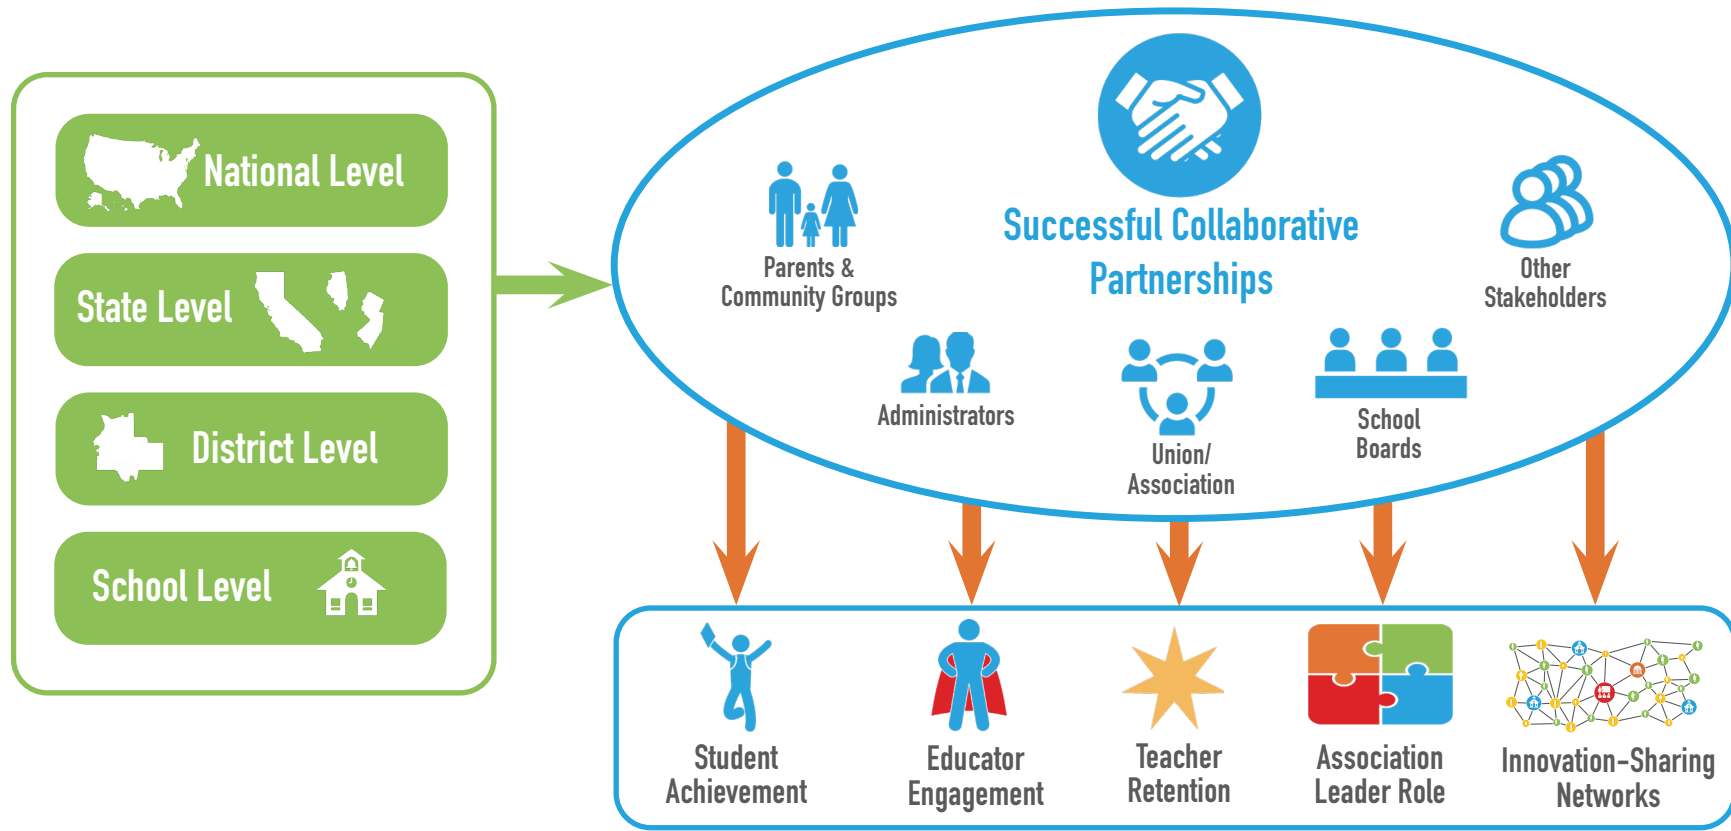 National Level
State Level
District Level
School Level
Successful Collaborative
Partnerships
Parents &
Community Groups
Other
Stakeholders
Administrators
Union/
Association
School
Boards
Student
Achievement
Educator
Engagement
Teacher
Retention
Association
Leader Role
Innovation-Sharing
Networks